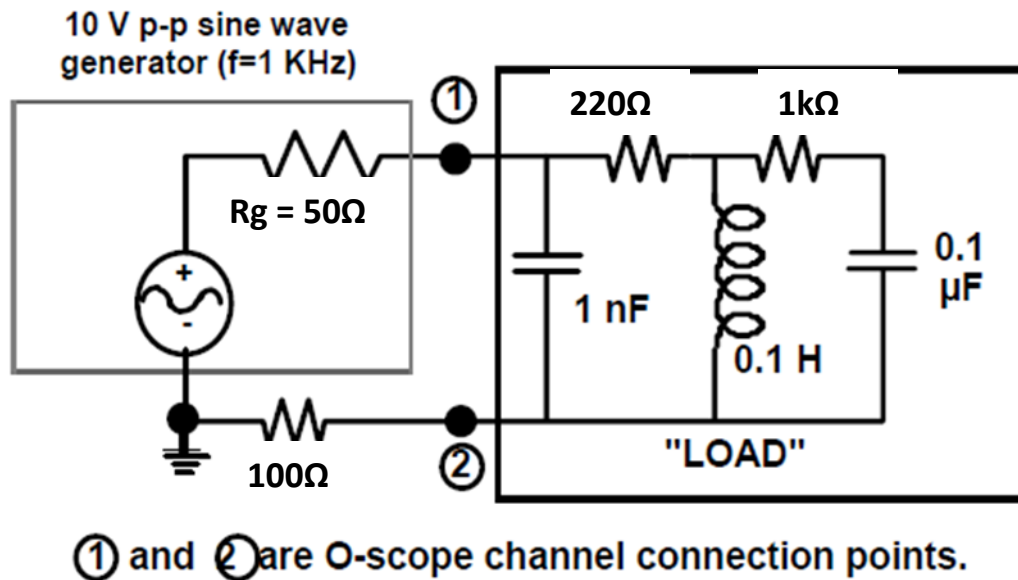 10 V p-p sine wave
generator (f=1 KHz)
1
220Ω
1kΩ
Rg = 50Ω
+
-
1 nF
0.1 H
0.1
µF
100Ω
2
"LOAD"
1 and 2 are O-scope channel connection points.